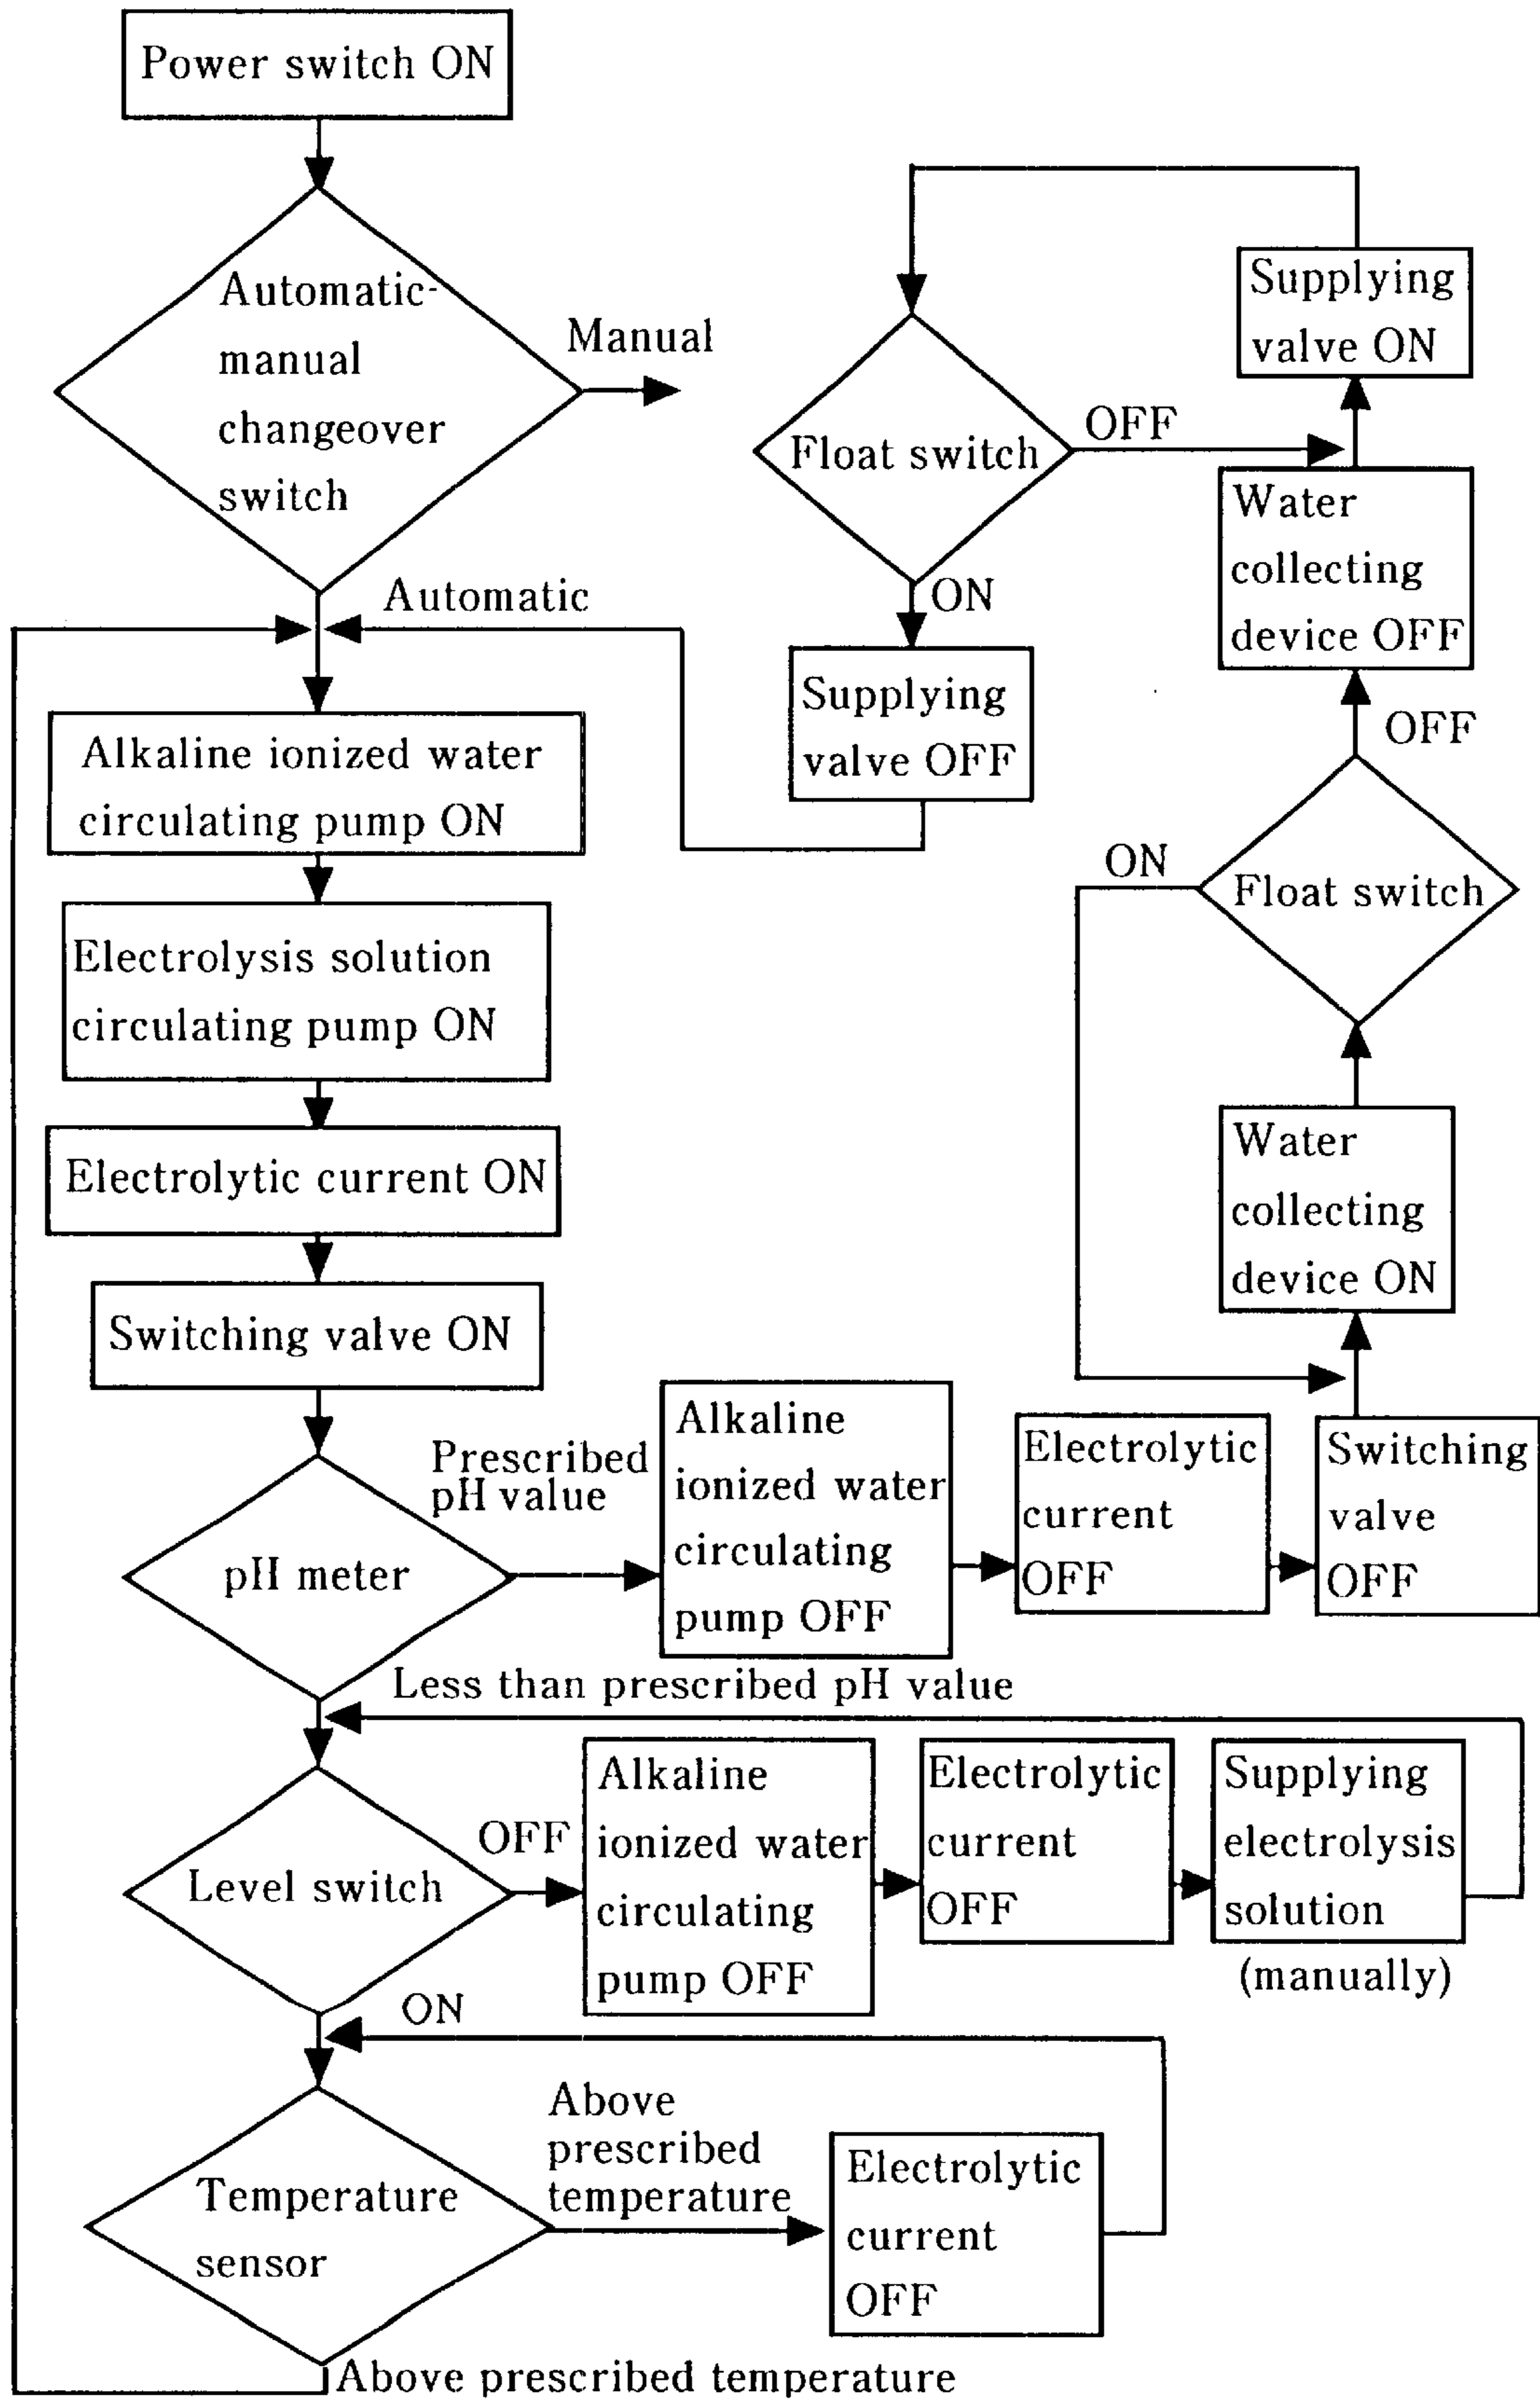 Power switch ON
Automatic-
manual
changeover
switch
Manual
Automatic
Supplying
valve ON
Float switch
OFF
ON
Supplying
valve OFF
Water
collecting
device OFF
OFF
Float switch
ON
Water
collecting
device ON
Alkaline ionized water
circulating pump ON
Electrolysis solution
circulating pump ON
Electrolytic current ON
Switching valve ON
pH meter
Prescribed
pH value
Alkaline
ionized water
circulating
pump OFF
Electrolytic
current
OFF
Switching
valve
OFF
Less than prescribed pH value
Level switch
OFF
Alkaline
ionized water
circulating
pump OFF
Electrolytic
current
OFF
Supplying
electrolysis
solution
(manually)
ON
Temperature
sensor
Above
prescribed
temperature
Electrolytic
current
OFF
Above prescribed temperature